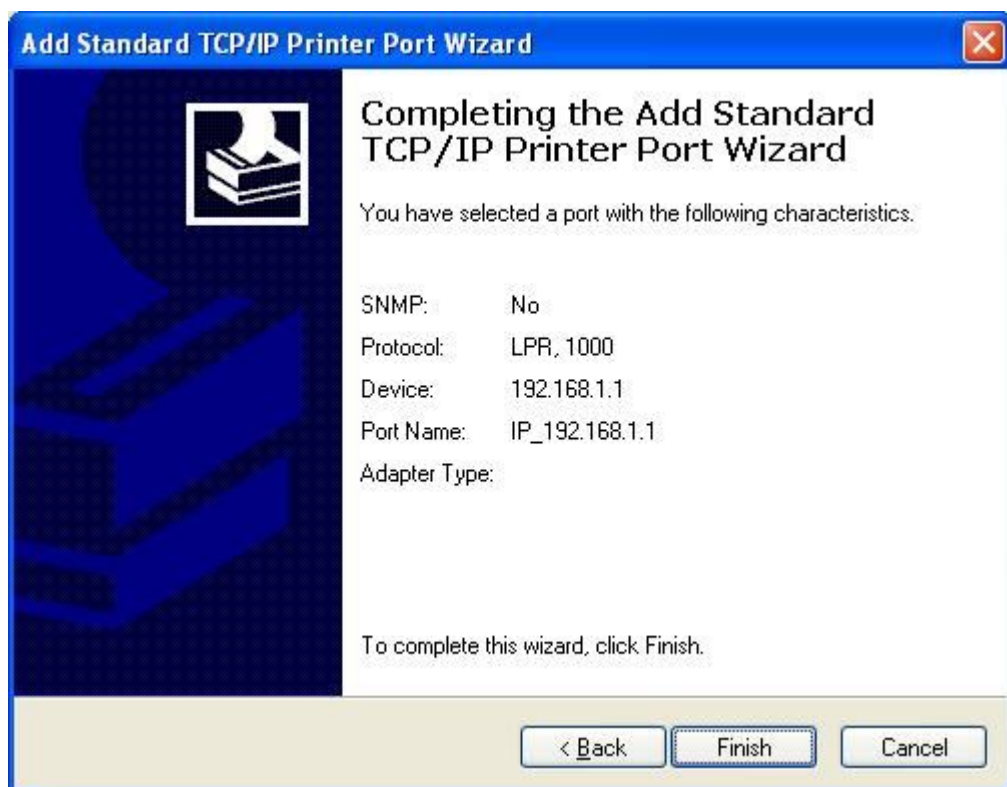 Add Standard TCP/IP Printer Port Wizard
Completing the Add Standard
TCP/IP Printer Port Wizard
You have selected a port with the following characteristics.
SNMP: No
Protocol: LPR, 1000
Device: 192.168.1.1
Port Name: IP_192.168.1.1
Adapter Type:
To complete this wizard, click Finish.
< Back Finish Cancel